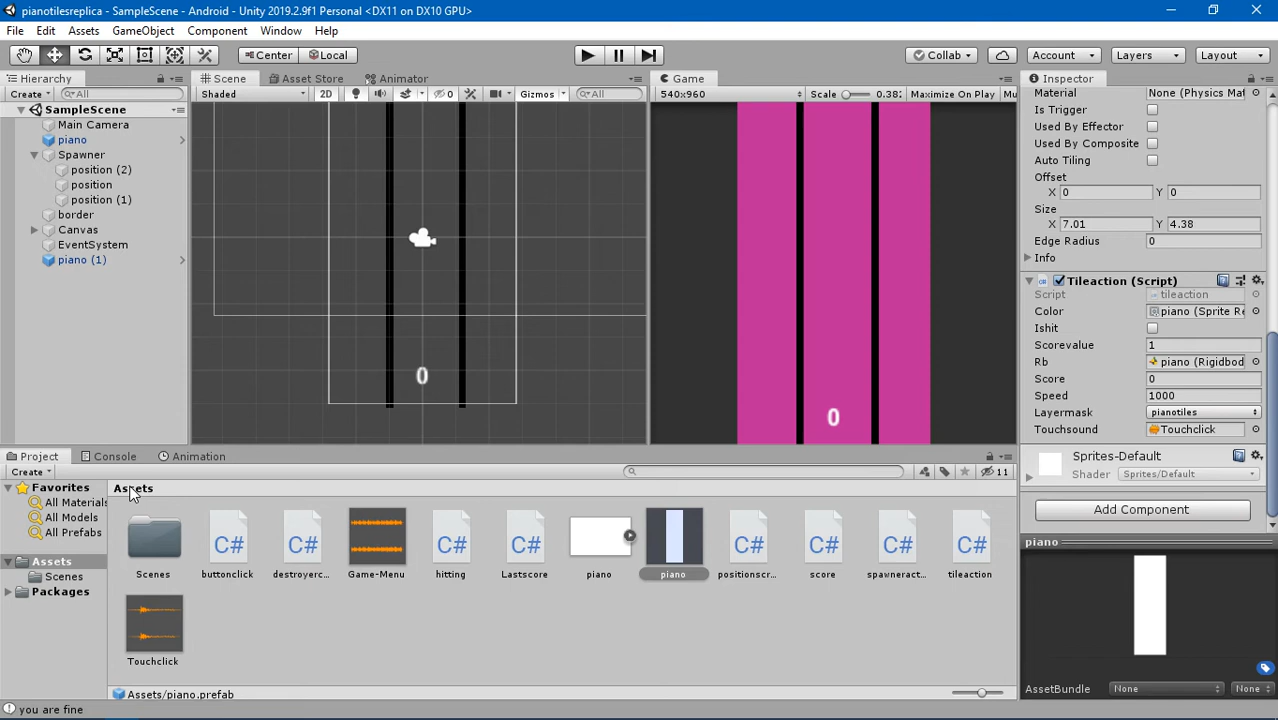 pianotilesreplica - SampleScene - Android - Unity 2019.2.9f1 Personal <DX11 on DX10 GPU>
File Edit Assets GameObject Component Window Help
Center Local Collab Account Layers Layout
Hierarchy
Create All
SampleScene
Main Camera
piano
Spawner
position (2)
position
position (1)
border
Canvas
EventSystem
piano (1)
Scene Asset Store Animator
Shaded 2D 0 Gizmos All
0
Game
540x960 Scale 0.38 Maximize On Play Mu
0
Inspector
Material None (Physics Mat
Is Trigger
Used By Effector
Used By Composite
Auto Tiling
Offset
X 0 Y 0
Size
X 7.01 Y 4.38
Edge Radius 0
Info
Tileaction (Script)
Script tileaction
Color piano (Sprite Re
Ishit
Scorevalue 1
Rb piano (Rigidbod
Score 0
Speed 1000
Layermask pianotiles
Touchsound Touchclick
Sprites-Default
Shader Sprites/Default
Add Component
piano
AssetBundle None None
Project Console Animation
Create 11
Favorites
All Materials
All Models
All Prefabs
Assets
Scenes
Packages
Assets
Scenes buttonclick destroyerc... Game-Menu hitting Lastscore piano piano positionscr... score spawneract... tileaction
Touchclick
Assets/piano.prefab
you are fine